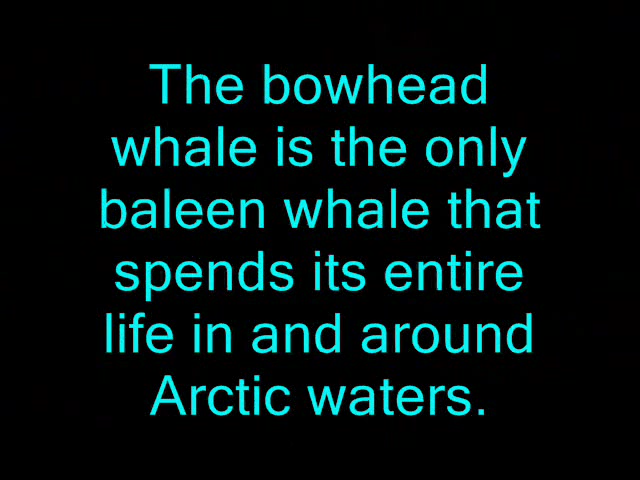 The bowhead
whale is the only
baleen whale that
spends its entire
life in and around
Arctic waters.